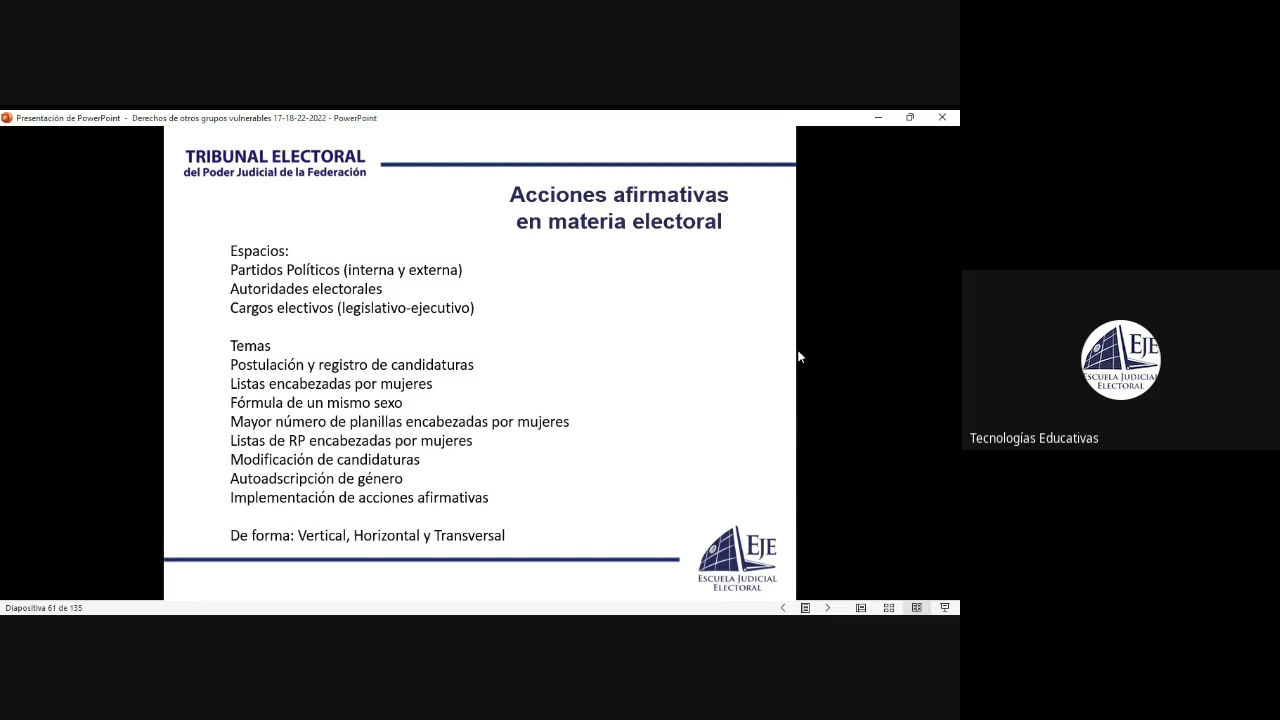 Presentación de PowerPoint - Derechos de otros grupos vulnerables 17-18-22-2022 - PowerPoint
TRIBUNAL ELECTORAL
del Poder Judicial de la Federación
Acciones afirmativas
en materia electoral
Espacios:
Partidos Políticos (interna y externa)
Autoridades electorales
Cargos electivos (legislativo-ejecutivo)
Temas
Postulación y registro de candidaturas
Listas encabezadas por mujeres
Fórmula de un mismo sexo
Mayor número de planillas encabezadas por mujeres
Listas de RP encabezadas por mujeres
Modificación de candidaturas
Autoadscripción de género
Implementación de acciones afirmativas
De forma: Vertical, Horizontal y Transversal
EJE
ESCUELA JUDICIAL
ELECTORAL
Diapositiva 61 de 135
EJE
ESCUELA JUDICIAL
ELECTORAL
Tecnologías Educativas